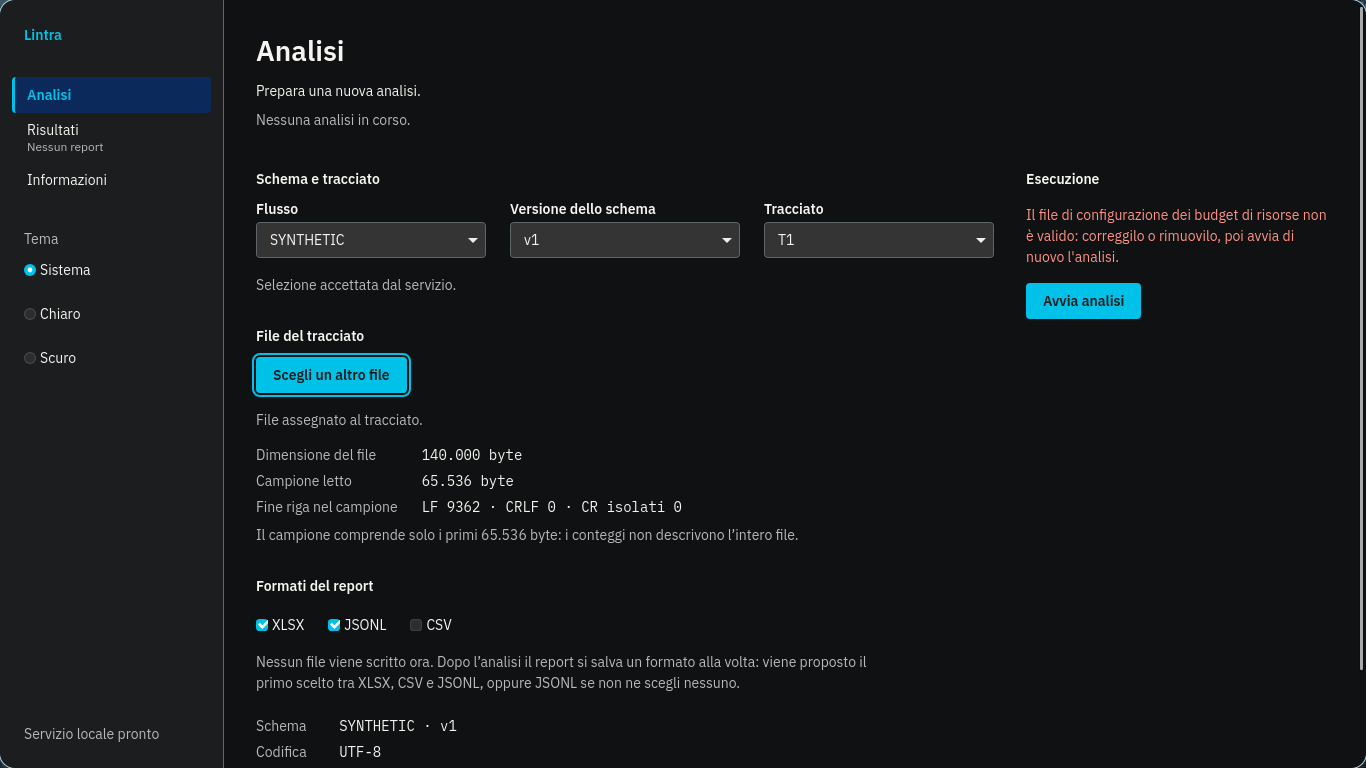 Lintra
Analisi
Risultati
Nessun report
Informazioni
Tema
Sistema
Chiaro
Scuro
Servizio locale pronto
Analisi
Prepara una nuova analisi.
Nessuna analisi in corso.
Schema e tracciato
Flusso
SYNTHETIC
Versione dello schema
v1
Tracciato
T1
Selezione accettata dal servizio.
File del tracciato
Scegli un altro file
File assegnato al tracciato.
Dimensione del file 140.000 byte
Campione letto 65.536 byte
Fine riga nel campione LF 9362 · CRLF 0 · CR isolati 0
Il campione comprende solo i primi 65.536 byte: i conteggi non descrivono l’intero file.
Formati del report
XLSX JSONL CSV
Nessun file viene scritto ora. Dopo l’analisi il report si salva un formato alla volta: viene proposto il
primo scelto tra XLSX, CSV e JSONL, oppure JSONL se non ne scegli nessuno.
Schema SYNTHETIC · v1
Codifica UTF-8
Esecuzione
Il file di configurazione dei budget di risorse non
è valido: correggilo o rimuovilo, poi avvia di
nuovo l'analisi.
Avvia analisi